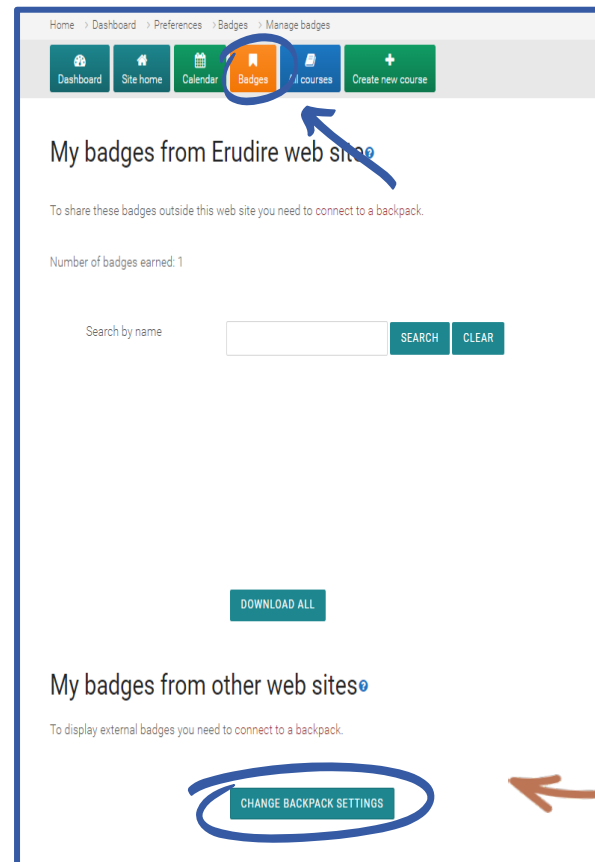 Home > Dashboard > Preferences > Badges > Manage badges
Dashboard Site home Calendar Badges All courses Create new course
My badges from Erudire web site
To share these badges outside this web site you need to connect to a backpack.
Number of badges earned: 1
Search by name SEARCH CLEAR
DOWNLOAD ALL
My badges from other web sites
To display external badges you need to connect to a backpack.
CHANGE BACKPACK SETTINGS